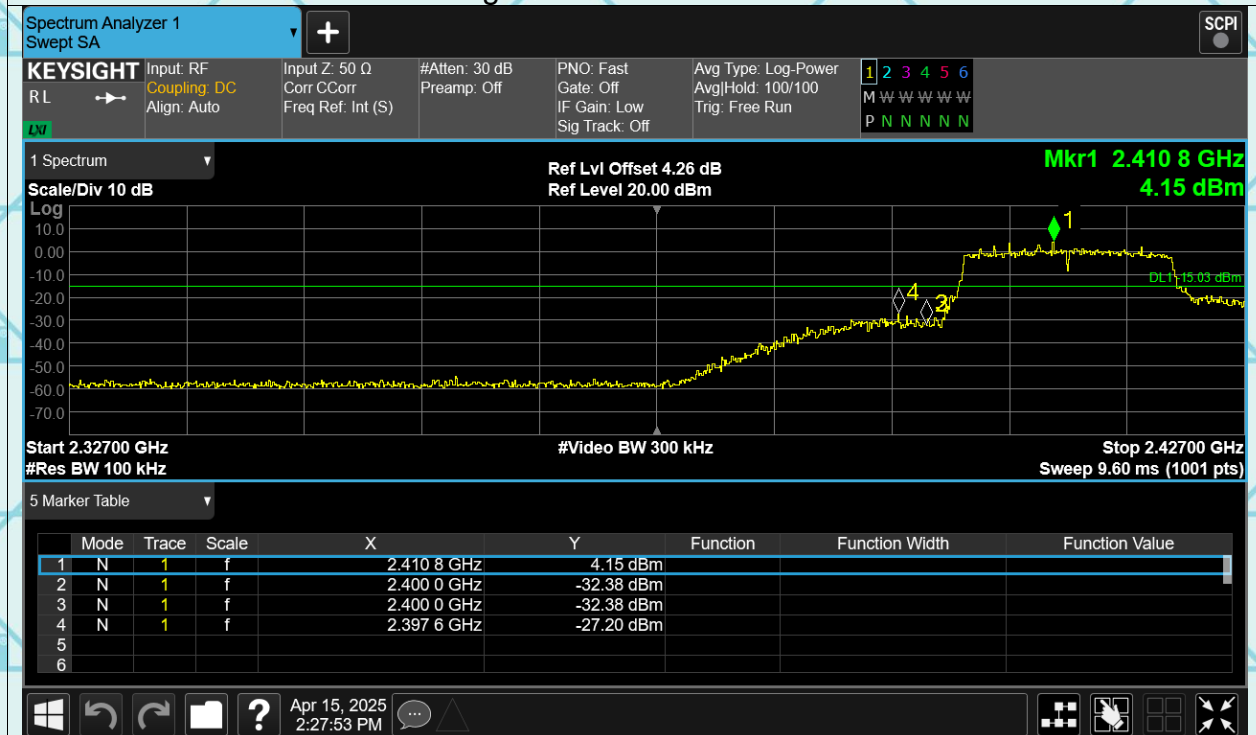 Spectrum Analyzer 1
Swept SA
+
SCPI
KEYSIGHT
RL
LXI
Input: RF
Coupling: DC
Align: Auto
Input Z: 50 Ω
Corr CCorr
Freq Ref: Int (S)
#Atten: 30 dB
Preamp: Off
PNO: Fast
Gate: Off
IF Gain: Low
Sig Track: Off
Avg Type: Log-Power
Avg|Hold: 100/100
Trig: Free Run
1 2 3 4 5 6
M W W W W W
P N N N N N
1 Spectrum
Scale/Div 10 dB
Ref Lvl Offset 4.26 dB
Ref Level 20.00 dBm
Mkr1 2.410 8 GHz
4.15 dBm
Log
10.0
0.00
-10.0
-20.0
-30.0
-40.0
-50.0
-60.0
-70.0
1
DL1 -15.03 dBm
4
Start 2.32700 GHz
#Res BW 100 kHz
#Video BW 300 kHz
Stop 2.42700 GHz
Sweep 9.60 ms (1001 pts)
5 Marker Table
Mode Trace Scale X Y Function Function Width Function Value
1 N 1 f 2.410 8 GHz 4.15 dBm
2 N 1 f 2.400 0 GHz -32.38 dBm
3 N 1 f 2.400 0 GHz -32.38 dBm
4 N 1 f 2.397 6 GHz -27.20 dBm
5
6
?
Apr 15, 2025
2:27:53 PM